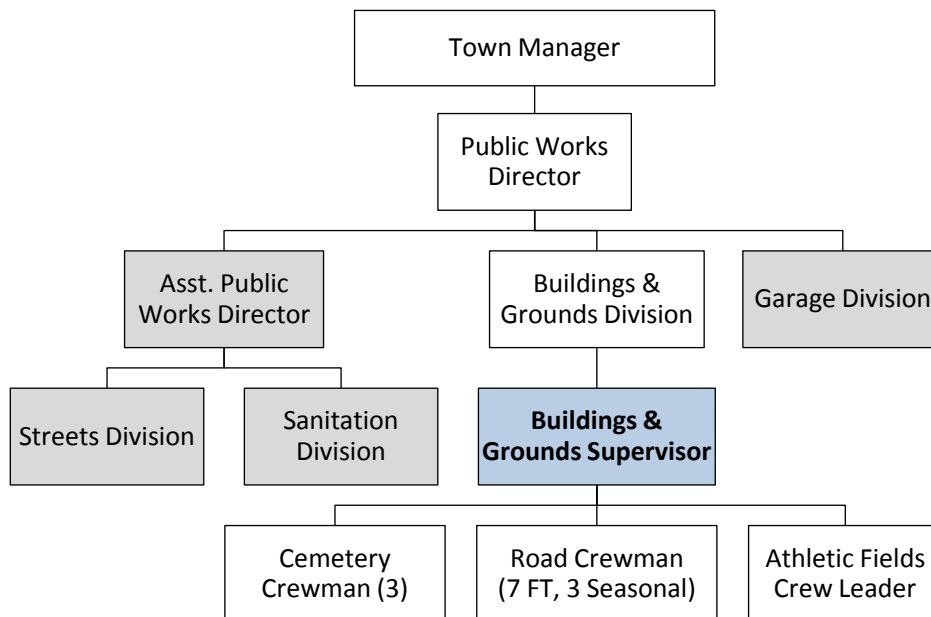 Town Manager
Public Works
Director
Asst. Public
Works Director
Buildings &
Grounds Division
Garage Division
Streets Division
Sanitation
Division
Buildings &
Grounds Supervisor
Cemetery
Crewman (3)
Road Crewman
(7 FT, 3 Seasonal)
Athletic Fields
Crew Leader